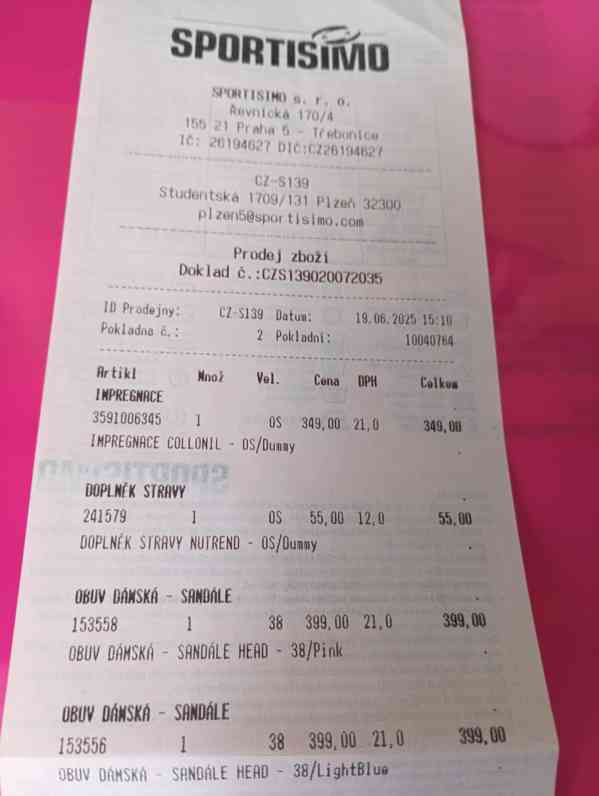 SPORTISIMO
SPORTISIMO s. r. o.
Řevnická 170/4
155 21 Praha 5 - Třebonice
IČ: 26194627 DIČ:CZ26194627
CZ-S139
Studentská 1709/131 Plzeň 32300
plzen5@sportisimo.com
Prodej zboží
Doklad č.:CZS139020072035
ID Prodejny: CZ-S139 Datum: 19.06.2025 15:10
Pokladna č.: 2 Pokladní: 10040764
Artikl Množ Vel. Cena DPH Celkem
IMPREGNACE
3591006345 1 OS 349,00 21,0 349,00
IMPREGNACE COLLONIL - OS/Dummy
DOPLNĚK STRAVY
241579 1 OS 55,00 12,0 55,00
DOPLNĚK STRAVY NUTREND - OS/Dummy
OBUV DÁMSKÁ - SANDÁLE
153558 1 38 399,00 21,0 399,00
OBUV DÁMSKÁ - SANDÁLE HEAD - 38/Pink
OBUV DÁMSKÁ - SANDÁLE
153556 1 38 399,00 21,0 399,00
OBUV DÁMSKÁ - SANDÁLE HEAD - 38/LightBlue